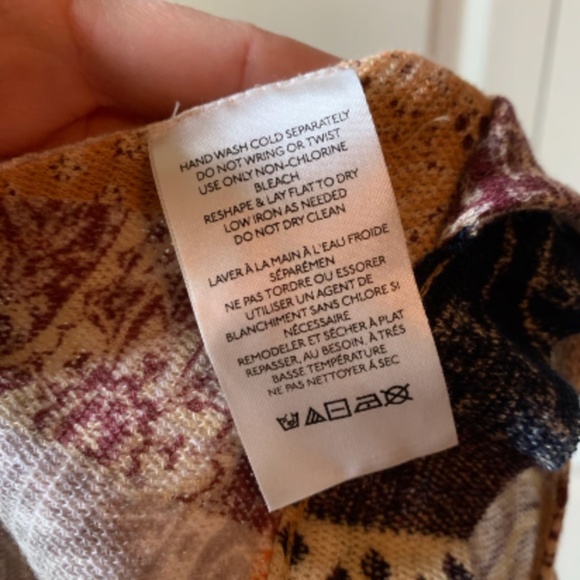 HAND WASH COLD SEPARATELY
DO NOT WRING OR TWIST
USE ONLY NON-CHLORINE
BLEACH
RESHAPE & LAY FLAT TO DRY
LOW IRON AS NEEDED
DO NOT DRY CLEAN
LAVER À LA MAIN À L'EAU FROIDE
SÉPARÉMEN
NE PAS TORDRE OU ESSORER
UTILISER UN AGENT DE
BLANCHIMENT SANS CHLORE SI
NÉCESSAIRE
REMODELER ET SÉCHER À PLAT
REPASSER, AU BESOIN, À TRÉS
BASSE TEMPÉRATURE
NE PAS NETTOYER À SEC